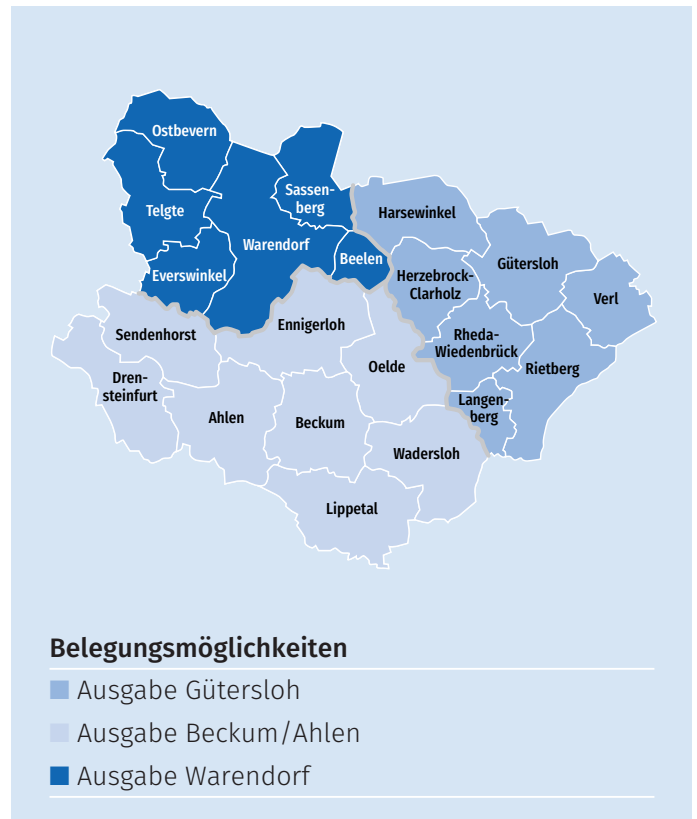 Ostbevern
Sassen-
berg
Telgte
Harsewinkel
Warendorf
Beelen
Everswinkel
Gütersloh
Herzebrock-
Clarholz
Verl
Ennigerloh
Sendenhorst
Rheda-
Wiedenbrück
Oelde
Rietberg
Dren-
steinfurt
Langen-
berg
Ahlen
Beckum
Wadersloh
Lippetal
Belegungsmöglichkeiten
Ausgabe Gütersloh
Ausgabe Beckum/Ahlen
Ausgabe Warendorf